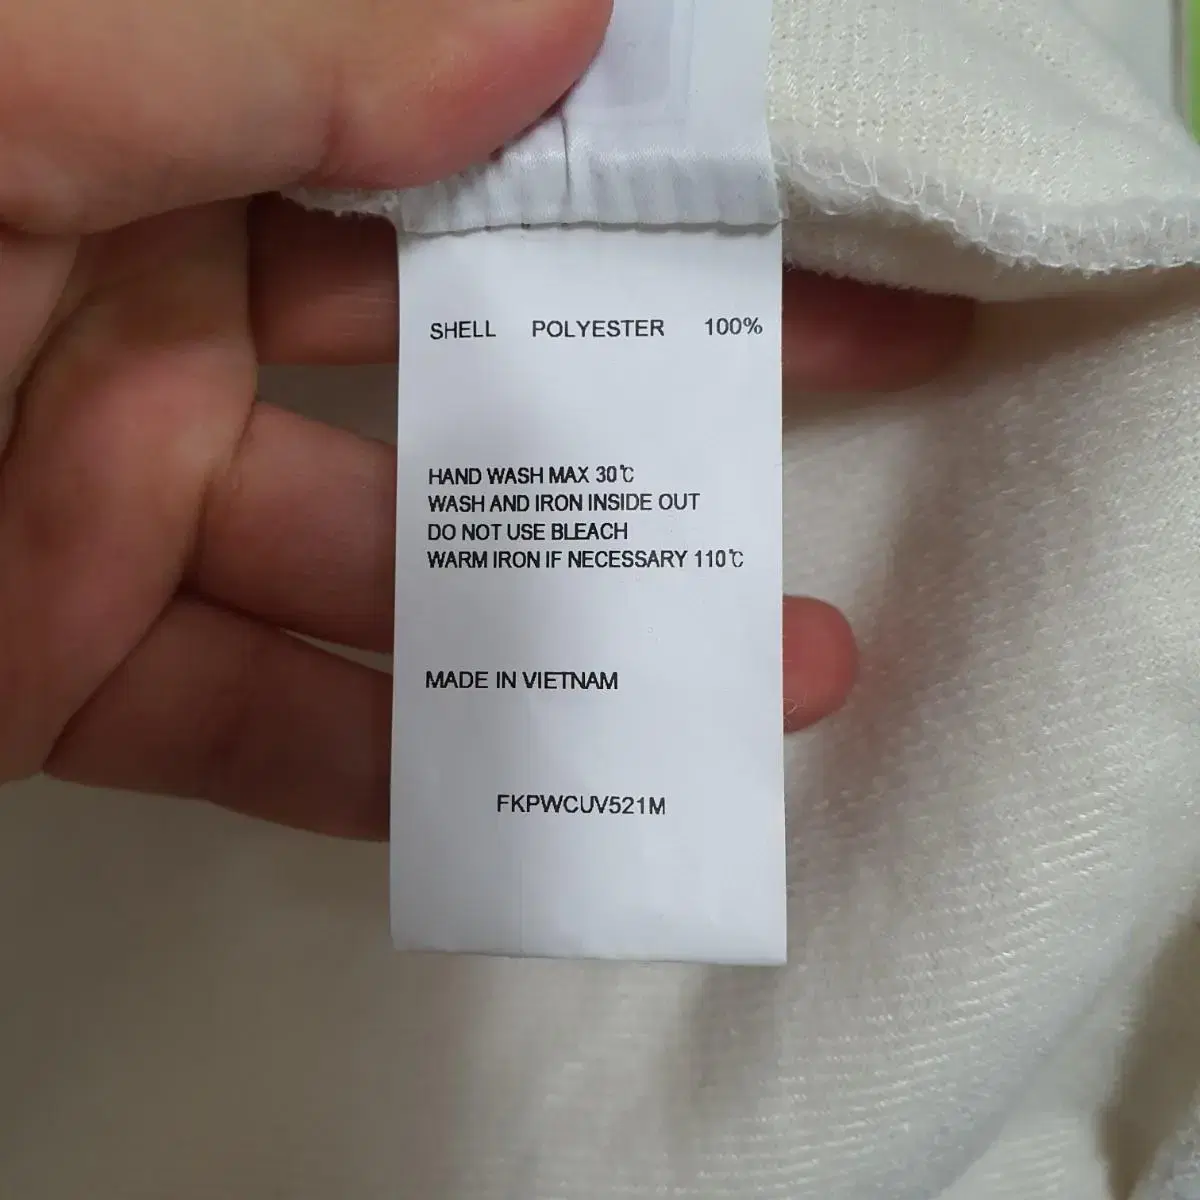 SHELL POLYESTER 100%
HAND WASH MAX 30℃
WASH AND IRON INSIDE OUT
DO NOT USE BLEACH
WARM IRON IF NECESSARY 110℃
MADE IN VIETNAM
FKPWCUV521M